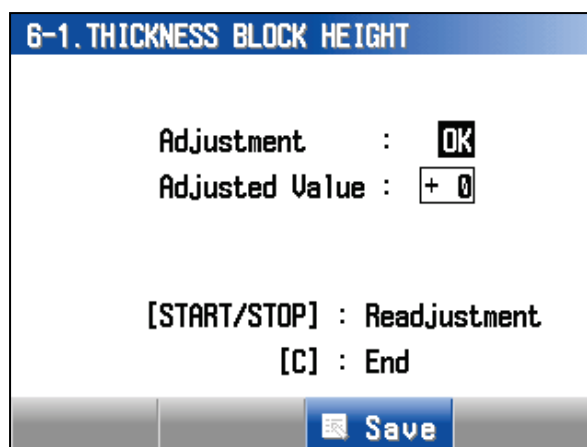 6-1.THICKNESS BLOCK HEIGHT
Adjustment : OK
Adjusted Value : + 0
[START/STOP] : Readjustment
[C] : End
Save